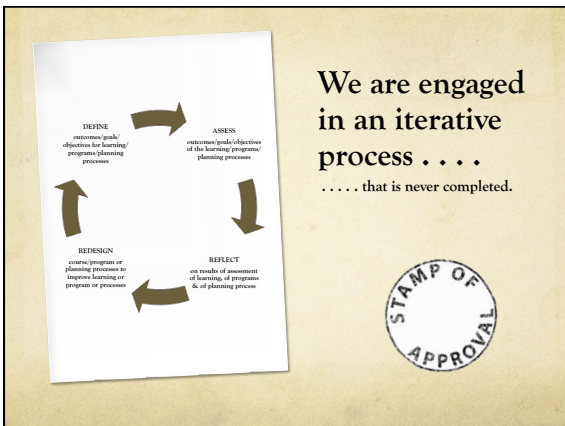 We are engaged
in an iterative
process . . . .
. . . . . that is never completed.
DEFINE
outcomes/goals/
objectives for learning/
programs/planning
processes
ASSESS
outcomes/goals/objectives
of the learning/programs/
planning processes
REFLECT
on results of assessment
of learning, of programs
& of planning process
REDESIGN
course/program or
planning processes to
improve learning or
program or processes
STAMP OF
APPROVAL